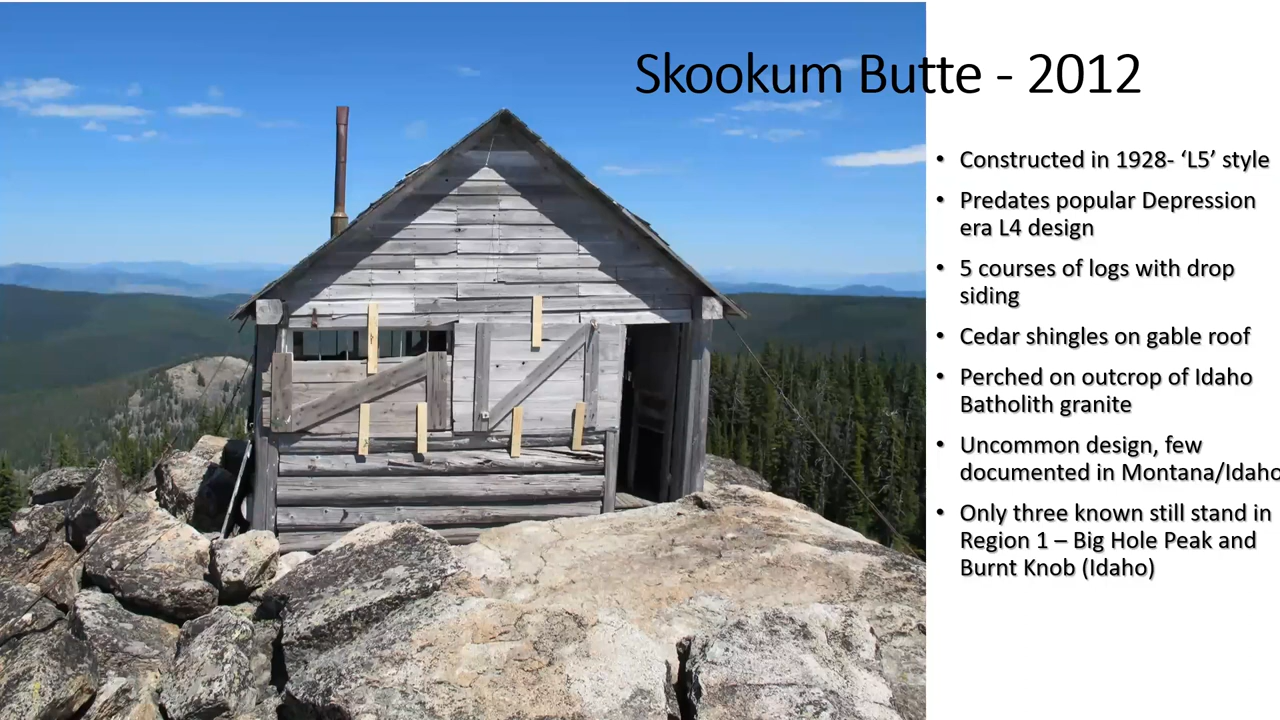 Skookum Butte - 2012
• Constructed in 1928- ‘L5’ style
• Predates popular Depression
era L4 design
• 5 courses of logs with drop
siding
• Cedar shingles on gable roof
• Perched on outcrop of Idaho
Batholith granite
• Uncommon design, few
documented in Montana/Idaho
• Only three known still stand in
Region 1 – Big Hole Peak and
Burnt Knob (Idaho)